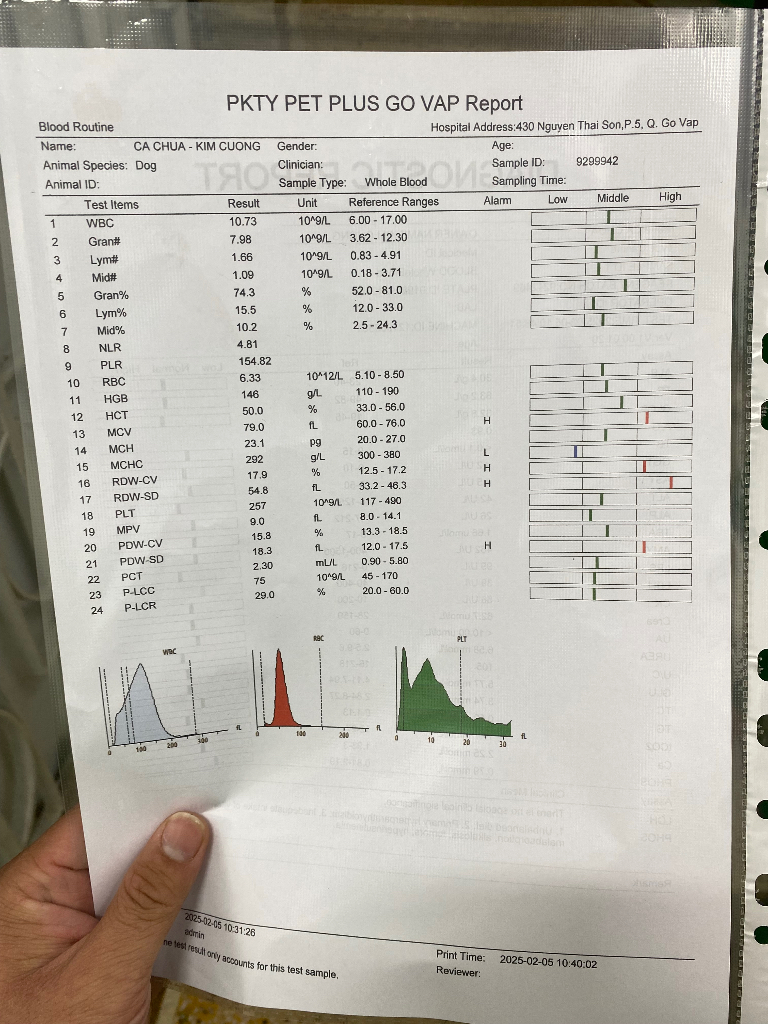 PKTY PET PLUS GO VAP Report
Blood Routine Hospital Address:430 Nguyen Thai Son,P.5, Q. Go Vap
Name: CA CHUA - KIM CUONG Gender: Age:
Animal Species: Dog Clinician: Sample ID: 9299942
Animal ID: Sample Type: Whole Blood Sampling Time:
Test Items Result Unit Reference Ranges Alarm Low Middle High
1 WBC 10.73 10^9/L 6.00 - 17.00
2 Gran# 7.98 10^9/L 3.62 - 12.30
3 Lym# 1.66 10^9/L 0.83 - 4.91
4 Mid# 1.09 10^9/L 0.18 - 3.71
5 Gran% 74.3 % 52.0 - 81.0
6 Lym% 15.5 % 12.0 - 33.0
7 Mid% 10.2 % 2.5 - 24.3
8 NLR 4.81
9 PLR 154.82
10 RBC 6.33 10^12/L 5.10 - 8.50
11 HGB 146 g/L 110 - 190
12 HCT 50.0 % 33.0 - 56.0
13 MCV 79.0 fL 60.0 - 76.0 H
14 MCH 23.1 pg 20.0 - 27.0
15 MCHC 292 g/L 300 - 380 L
16 RDW-CV 17.9 % 12.5 - 17.2 H
17 RDW-SD 54.8 fL 33.2 - 46.3 H
18 PLT 257 10^9/L 117 - 490
19 MPV 9.0 fL 8.0 - 14.1
20 PDW-CV 15.8 % 13.3 - 18.5
21 PDW-SD 18.3 fL 12.0 - 17.5 H
22 PCT 2.30 mL/L 0.90 - 5.80
23 P-LCC 75 10^9/L 45 - 170
24 P-LCR 29.0 % 20.0 - 60.0
WBC RBC PLT
0 100 200 300 fL 0 100 200 fL 0 10 20 30 fL
2025-02-05 10:31:26
admin
test result only accounts for this test sample.
Print Time: 2025-02-05 10:40:02
Reviewer: